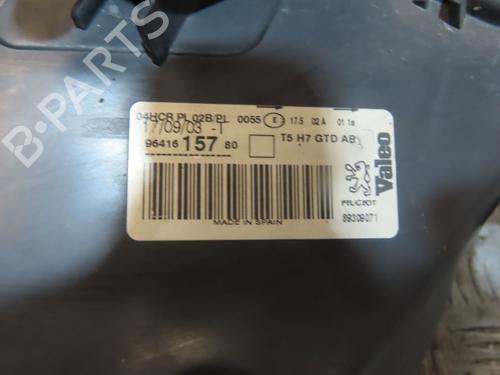 04HCR PL 02B/PL 0055 E 17.5 02 A 01 1a
17/09/03 -1
96416 157 80 T5 H7 GTD AB
Valeo
PEUGEOT
89309071
MADE IN SPAIN
B-PARTS